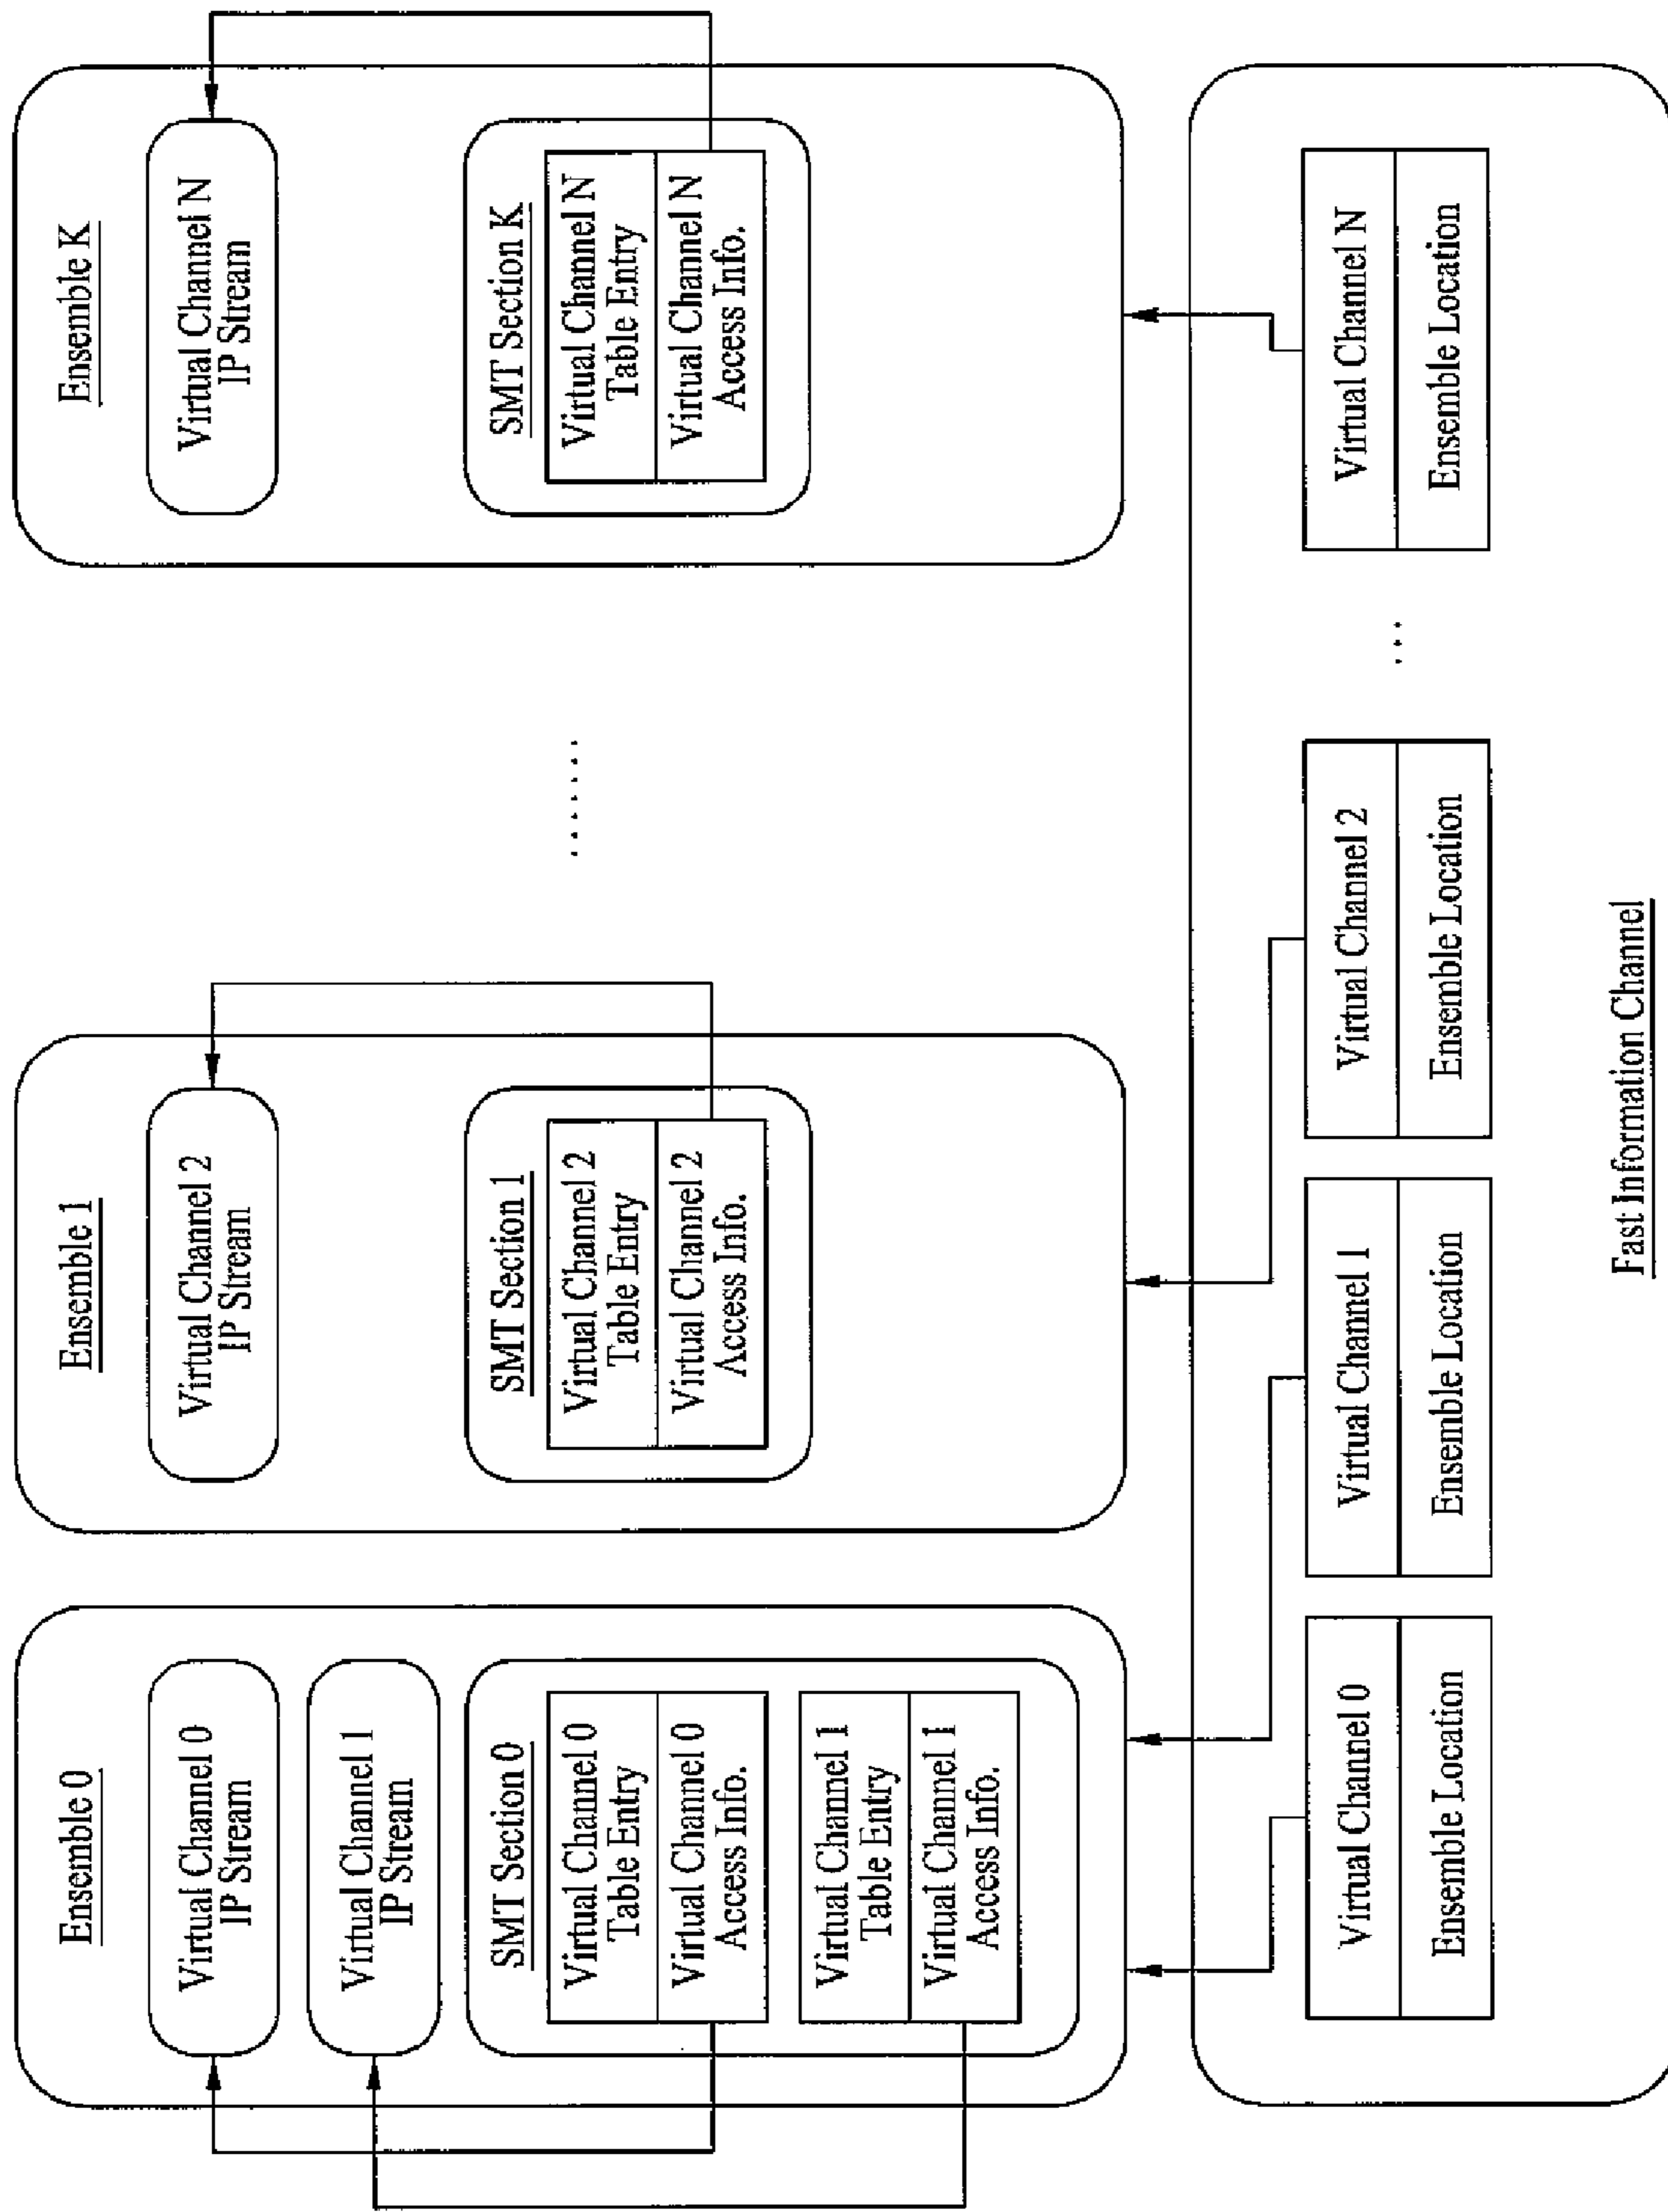 Ensemble 0
Virtual Channel 0
IP Stream
Virtual Channel 1
IP Stream
SMT Section 0
Virtual Channel 0
Table Entry
Virtual Channel 0
Access Info.
Virtual Channel 1
Table Entry
Virtual Channel 1
Access Info.
Ensemble 1
Virtual Channel 2
IP Stream
SMT Section 1
Virtual Channel 2
Table Entry
Virtual Channel 2
Access Info.
........
Ensemble K
Virtual Channel N
IP Stream
SMT Section K
Virtual Channel N
Table Entry
Virtual Channel N
Access Info.
Virtual Channel 0
Ensemble Location
Virtual Channel 1
Ensemble Location
Virtual Channel 2
Ensemble Location
...
Virtual Channel N
Ensemble Location
Fast Information Channel